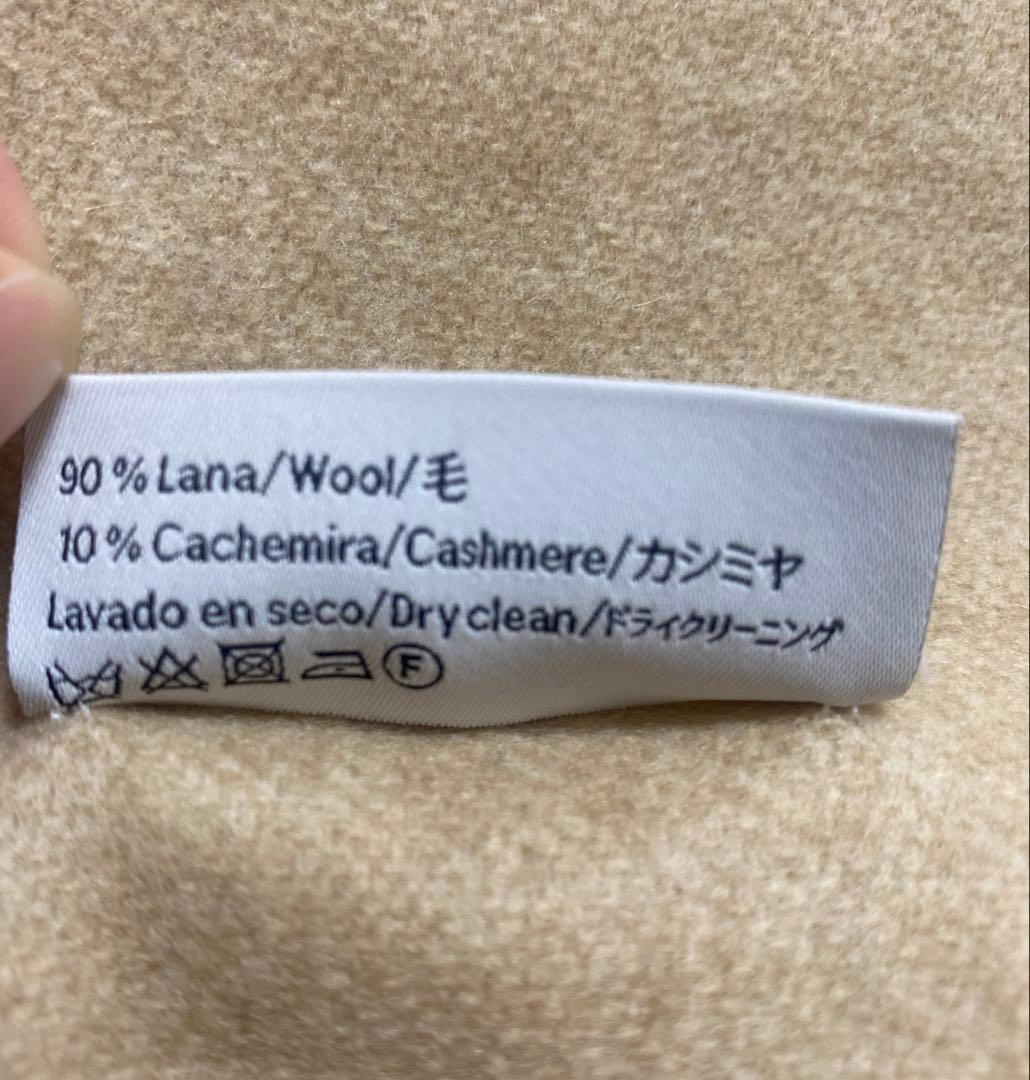 90 % Lana/Wool/毛
10 % Cachemira/Cashmere/カシミヤ
Lavado en seco/Dry clean/ドライクリーニング
F